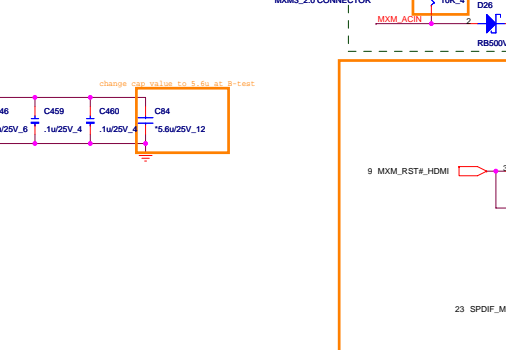 MXM3_2.0 CONNECTOR
10K_4
D26
MXM_ACIN
2
RB500V
change cap value to 5.6u at B-test
46
C459
C460
C84
u/25V_6
.1u/25V_4
.1u/25V_4
*5.6u/25V_12
9 MXM_RST#_HDMI
3
23 SPDIF_M